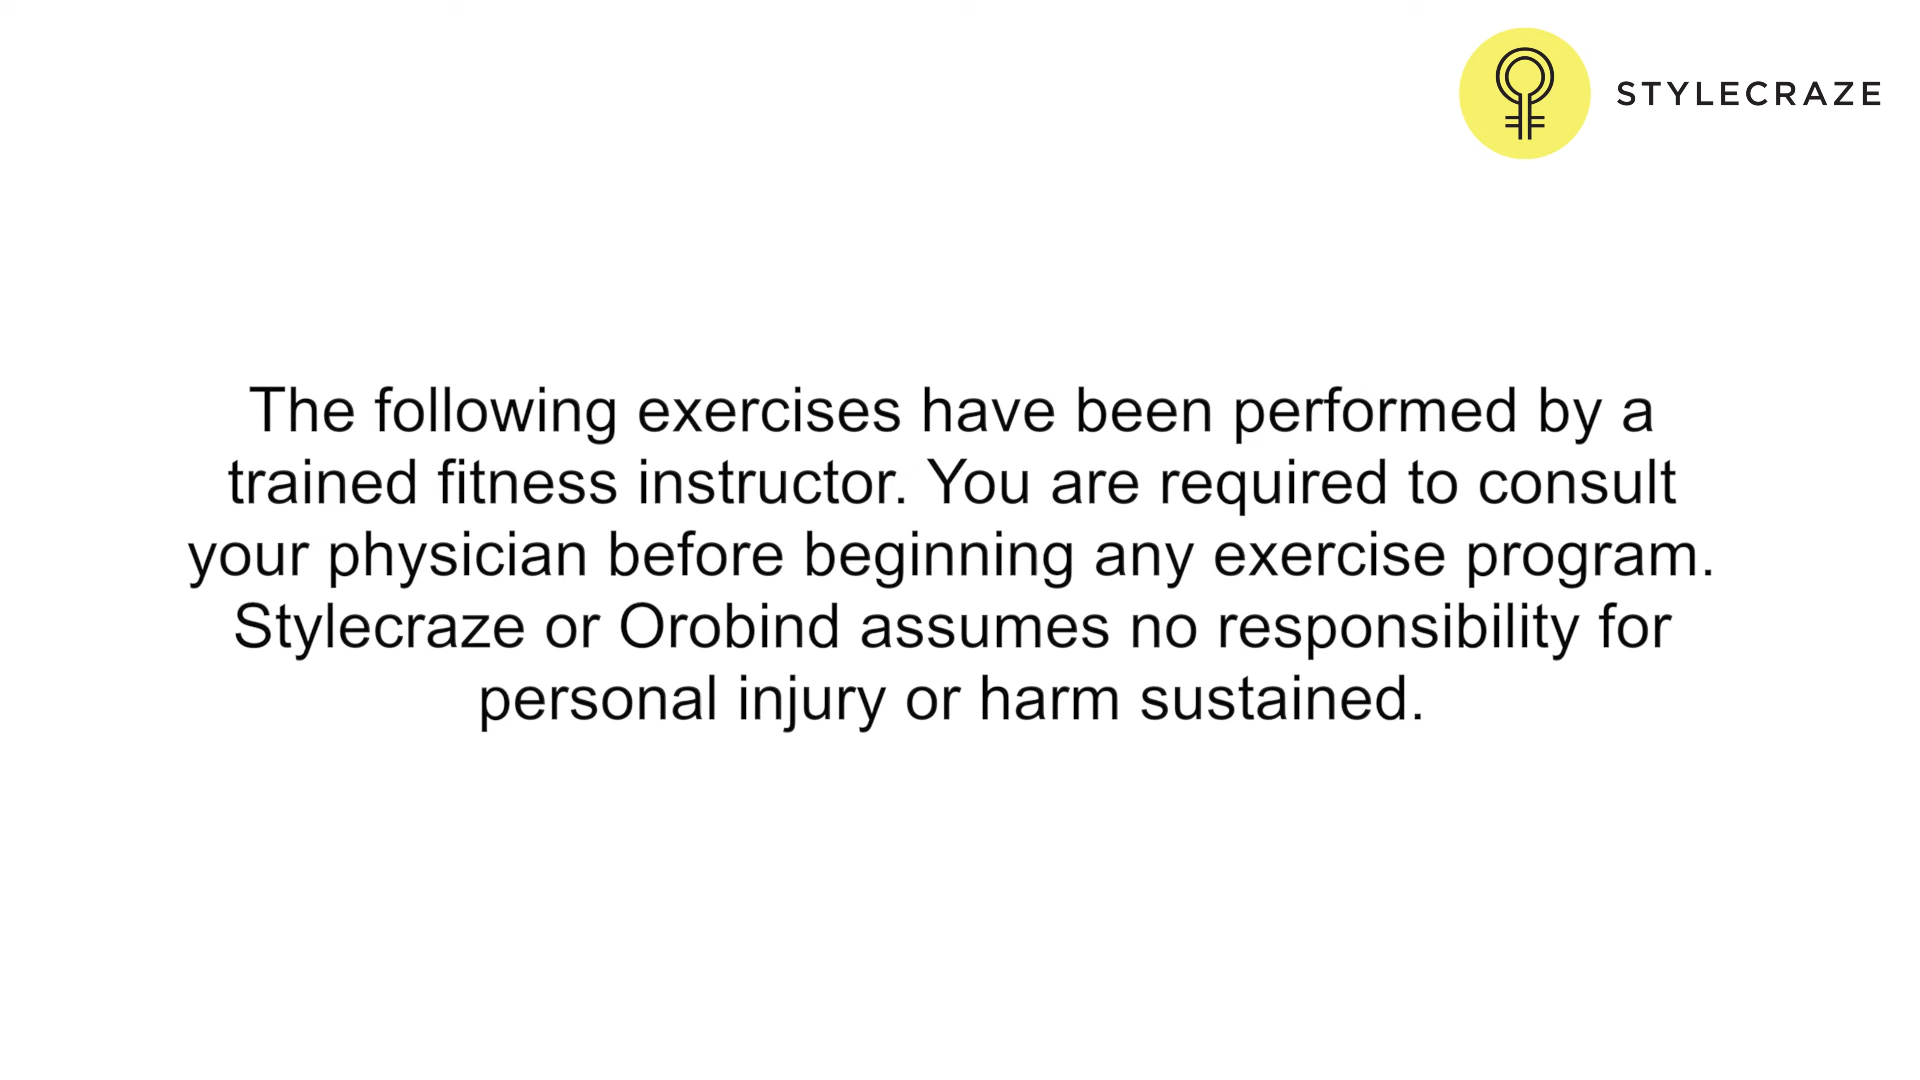 STYLECRAZE
The following exercises have been performed by a
trained fitness instructor. You are required to consult
your physician before beginning any exercise program.
Stylecraze or Orobind assumes no responsibility for
personal injury or harm sustained.